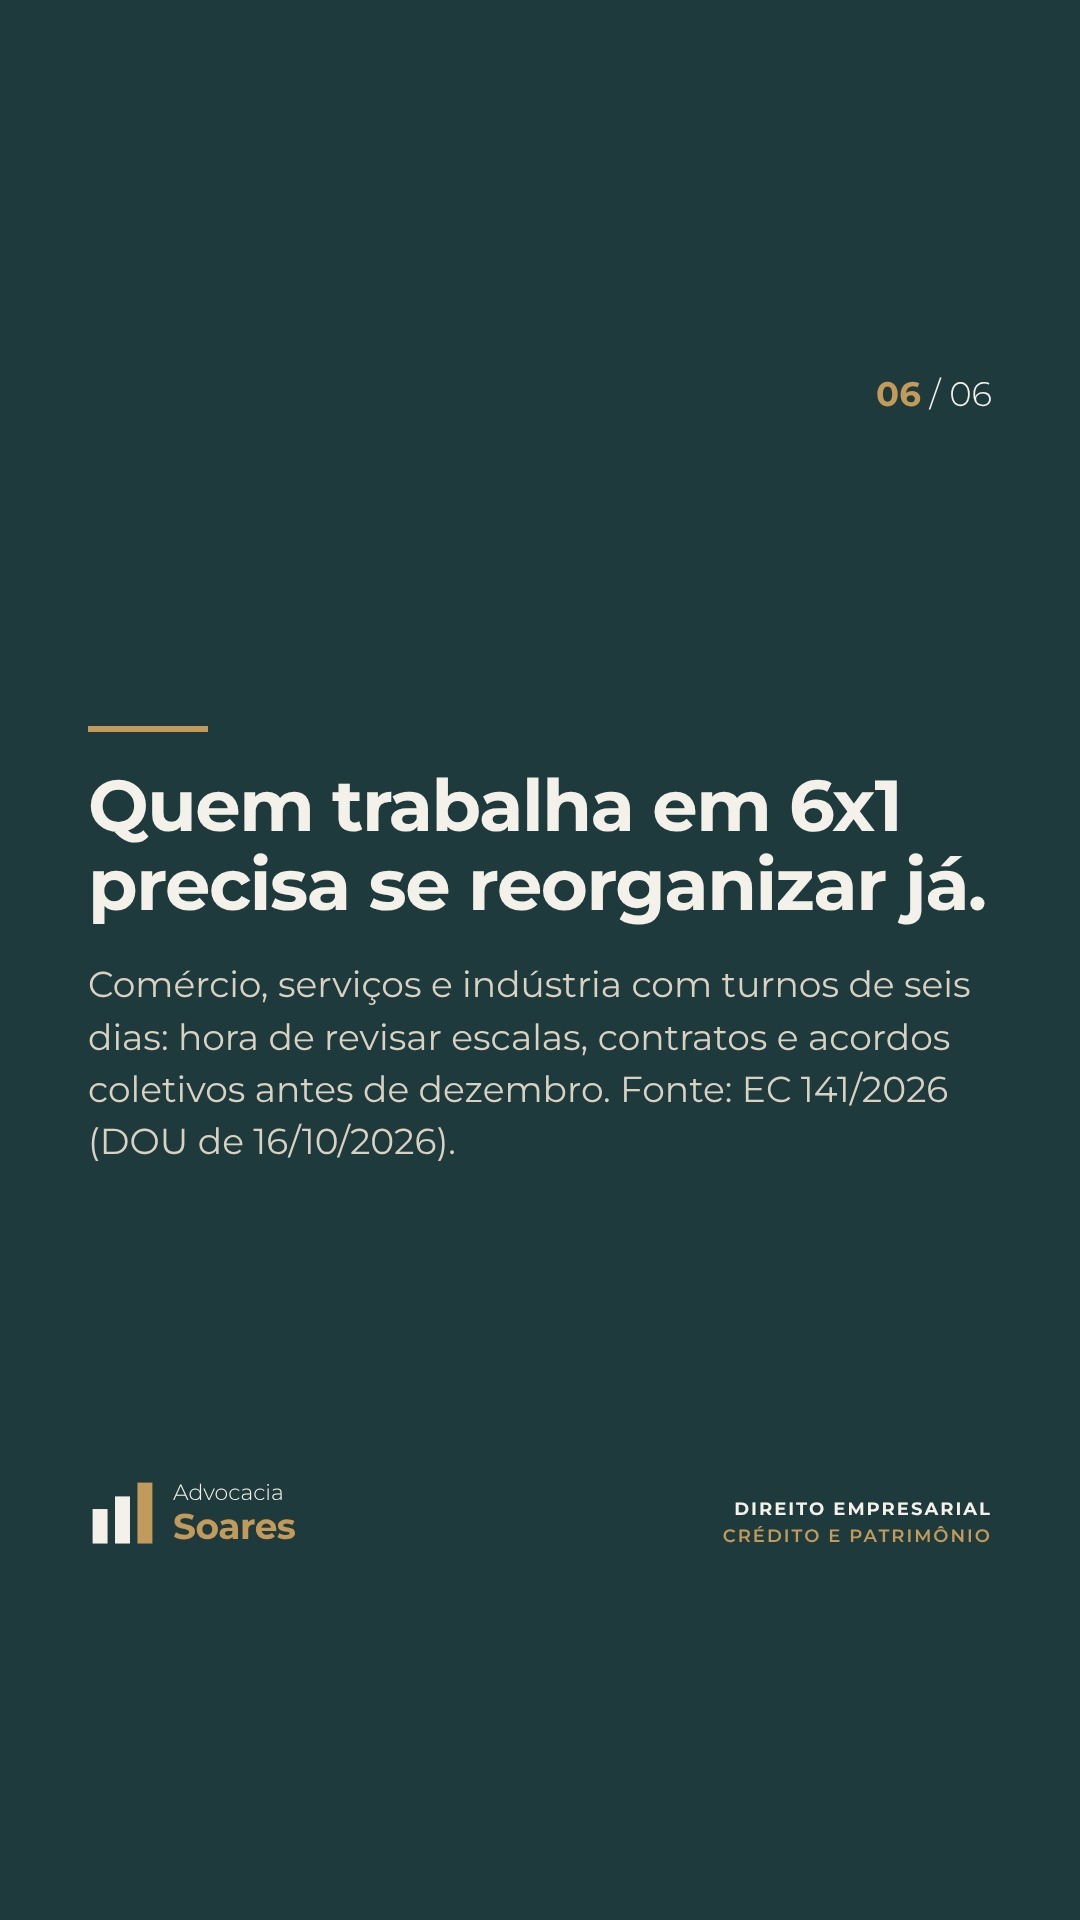 06 / 06
Quem trabalha em 6x1
precisa se reorganizar já.
Comércio, serviços e indústria com turnos de seis
dias: hora de revisar escalas, contratos e acordos
coletivos antes de dezembro. Fonte: EC 141/2026
(DOU de 16/10/2026).
Advocacia
Soares
DIREITO EMPRESARIAL
CRÉDITO E PATRIMÔNIO